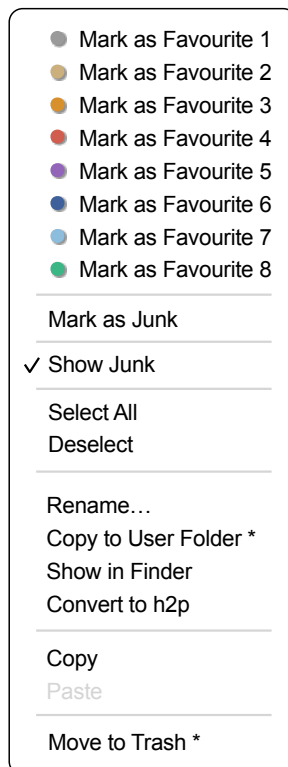 Mark as Favourite 1
Mark as Favourite 2
Mark as Favourite 3
Mark as Favourite 4
Mark as Favourite 5
Mark as Favourite 6
Mark as Favourite 7
Mark as Favourite 8
Mark as Junk
✓ Show Junk
Select All
Deselect
Rename…
Copy to User Folder *
Show in Finder
Convert to h2p
Copy
Paste
Move to Trash *